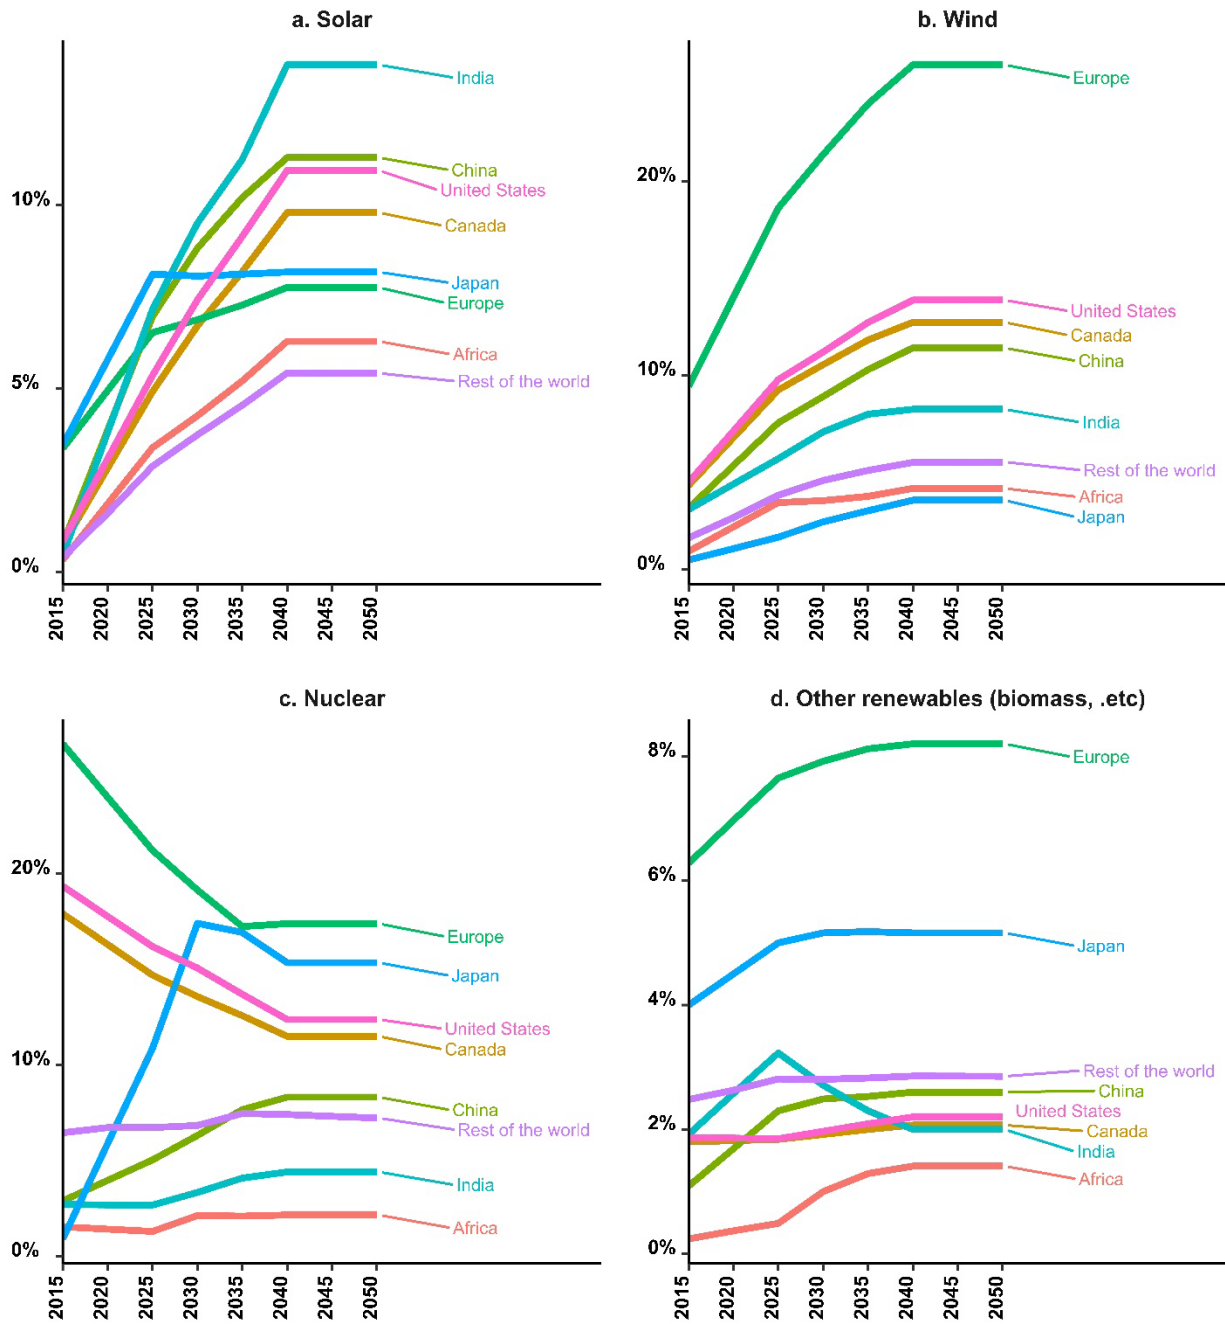 a. Solar
10%
5%
0%
India
China
United States
Canada
Japan
Europe
Africa
Rest of the world
2015
2020
2025
2030
2035
2040
2045
2050
b. Wind
20%
10%
0%
Europe
United States
Canada
China
India
Rest of the world
Africa
Japan
2015
2020
2025
2030
2035
2040
2045
2050
c. Nuclear
20%
10%
0%
Europe
Japan
United States
Canada
China
Rest of the world
India
Africa
2015
2020
2025
2030
2035
2040
2045
2050
d. Other renewables (biomass, .etc)
8%
6%
4%
2%
0%
Europe
Japan
Rest of the world
China
United States
Canada
India
Africa
2015
2020
2025
2030
2035
2040
2045
2050